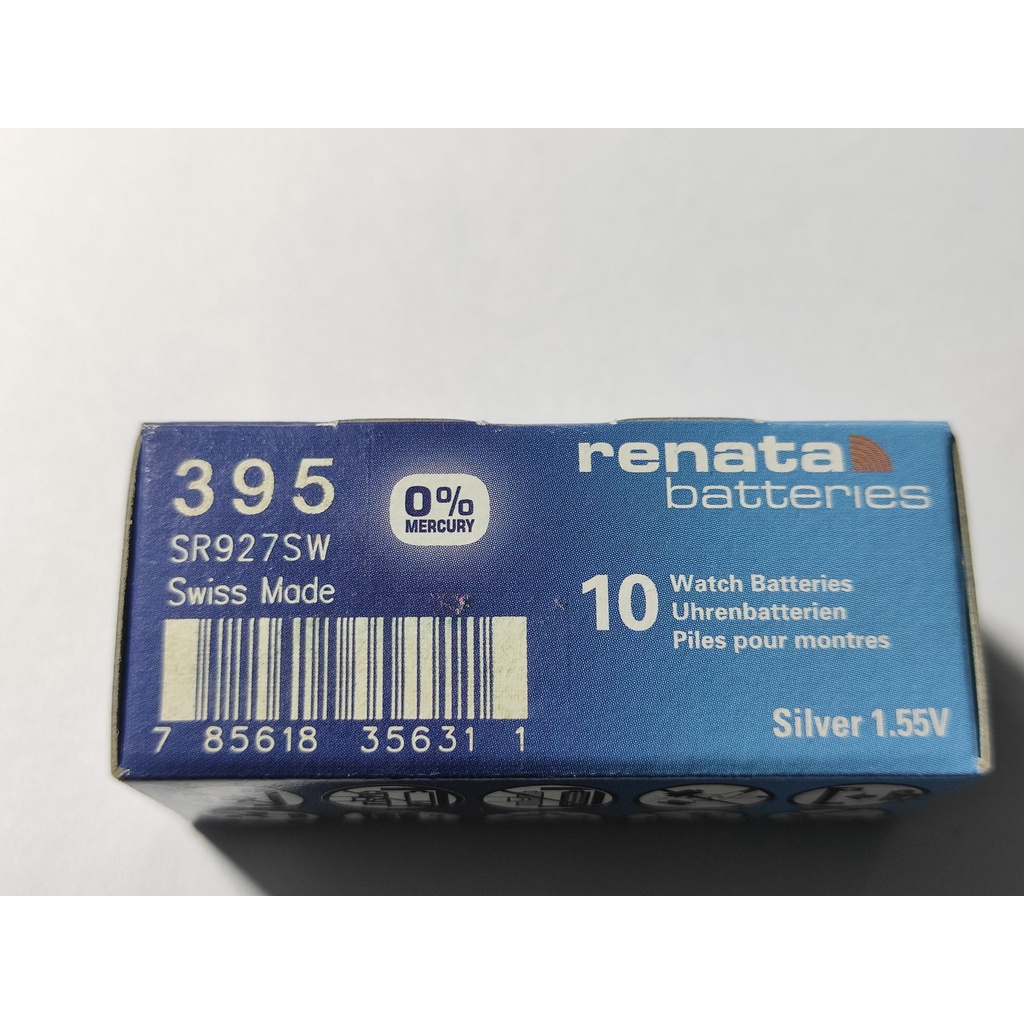 395
SR927SW
Swiss Made
0%
MERCURY
7 85618 35631 1
renata
batteries
10
Watch Batteries
Uhrenbatterien
Piles pour montres
Silver 1.55V